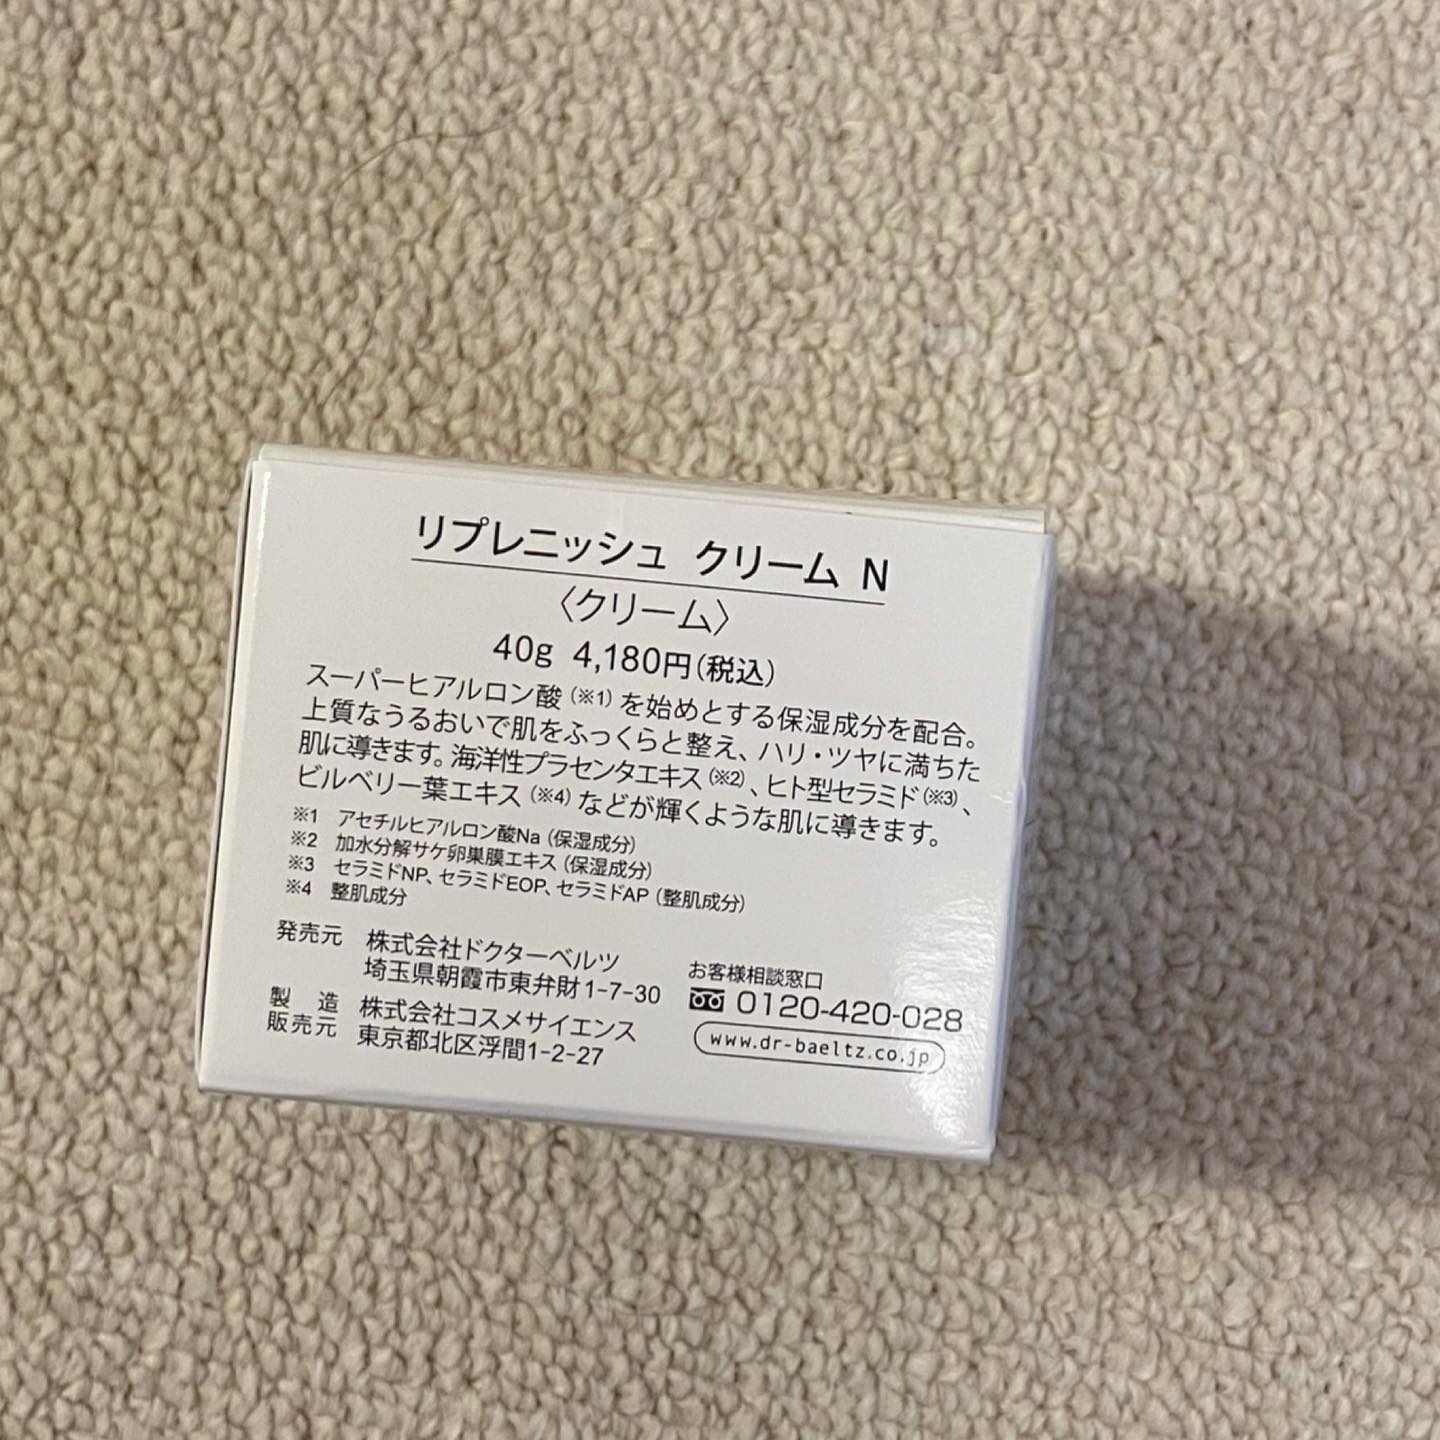 リプレニッシュ クリーム N
〈クリーム〉
40g 4,180円(税込)
スーパーヒアルロン酸(※1)を始めとする保湿成分を配合。
上質なうるおいで肌をふっくらと整え、ハリ・ツヤに満ちた
肌に導きます。海洋性プラセンタエキス(※2)、ヒト型セラミド(※3)、
ビルベリー葉エキス(※4)などが輝くような肌に導きます。
※1 アセチルヒアルロン酸Na(保湿成分)
※2 加水分解サケ卵巣膜エキス(保湿成分)
※3 セラミドNP、セラミドEOP、セラミドAP(整肌成分)
※4 整肌成分
発売元 株式会社ドクターベルツ
埼玉県朝霞市東弁財1-7-30
製造販売元 株式会社コスメサイエンス
東京都北区浮間1-2-27
お客様相談窓口
0120-420-028
www.dr-baeltz.co.jp